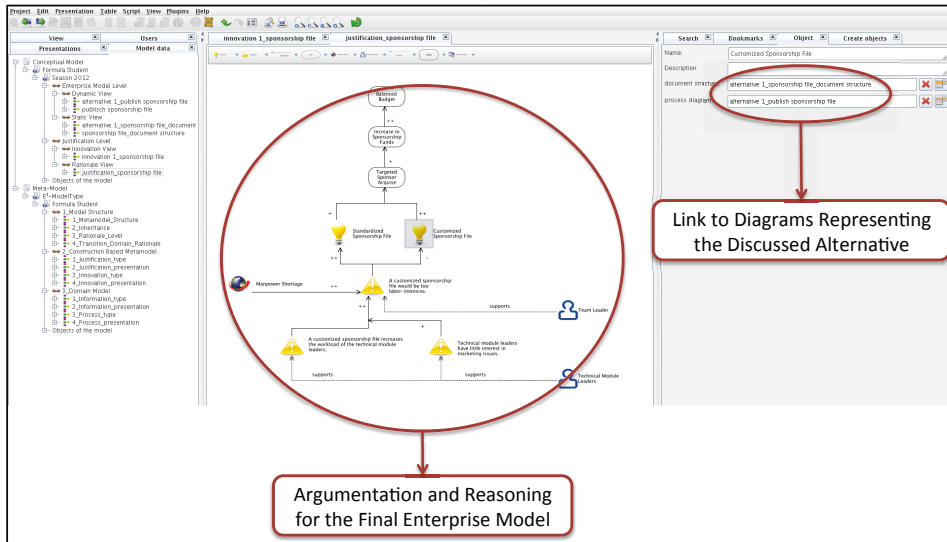 Project Edit Presentation Table Script View Plugins Help
View Users
Presentations Model data
Conceptual Model
Formula Student
Season 2012
Enterprise Model Level
Dynamic View
alternative 1_publish sponsorship file
publisch sponsorship file
Static View
alternative 1_sponsorship file_document
sponsorship file_document structure
Justification Level
Innovation View
innovation 1_sponsorship file
Rationale View
justification_sponsorship file
Objects of the model
Meta-Model
E³-ModelType
Formula Student
1_Model Structure
1_Metamodel_Structure
2_Inheritance
3_Rationale_Level
4_Transition_Domain_Rationale
2_Construction Based Metamodel
1_Justification_type
2_Justification_presentation
3_Innovation_type
4_Innovation_presentation
3_Domain Model
1_Information_type
2_Information_presentation
3_Process_type
4_Process_presentation
Objects of the model
innovation 1_sponsorship file justification_sponsorship file
Balanced
Budget
++
Increase in
Sponsorship
Funds
+
Targeted
Sponsor
Acquise
+ ++
Standardized
Sponsorship File
Customized
Sponsorship File
++ -
Manpower Shortage
++
A customized sponsorship
file would be too
labor-intensive.
++
supports
Team Leader
+
A customized sponsorship file increases
the workload of the technical module
leaders.
Technical module leaders
have little interest in
marketing issues.
supports supports
Technical Module
Leaders
Search Bookmarks Object Create objects
Name: Customized Sponsorship File
Description:
document structure alternative 1_sponsorship file_document structure
process diagram alternative 1_publish sponsorship file
Link to Diagrams Representing
the Discussed Alternative
Argumentation and Reasoning
for the Final Enterprise Model